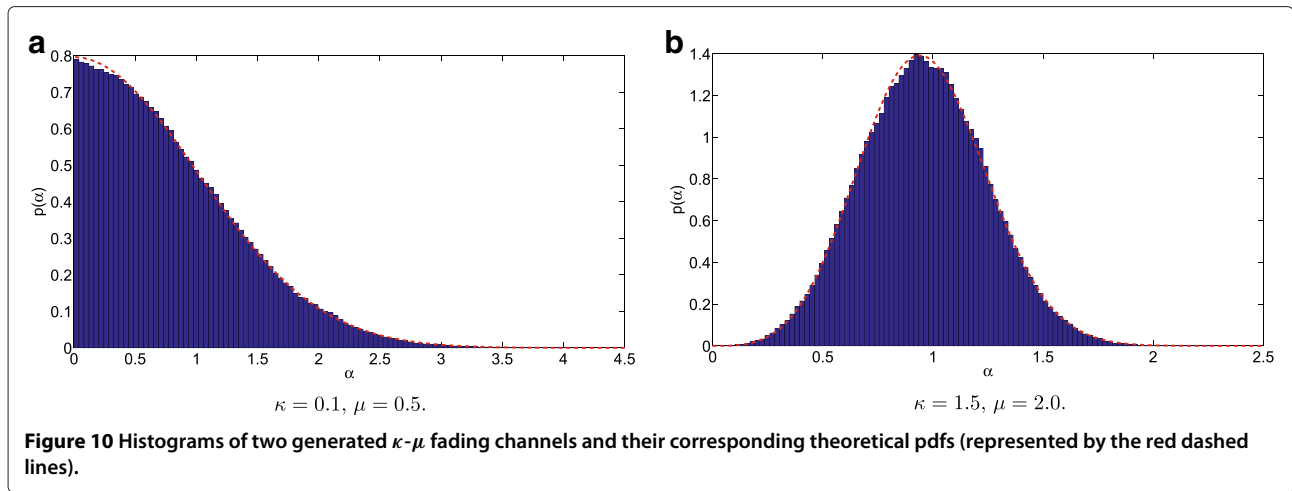 a
0.8
0.7
0.6
0.5
0.4
0.3
0.2
0.1
0
p(α)
0 0.5 1 1.5 2 2.5 3 3.5 4 4.5
α
κ = 0.1, μ = 0.5.
b
1.4
1.2
1
0.8
0.6
0.4
0.2
0
p(α)
0 0.5 1 1.5 2 2.5
α
κ = 1.5, μ = 2.0.
Figure 10 Histograms of two generated κ-μ fading channels and their corresponding theoretical pdfs (represented by the red dashed
lines).